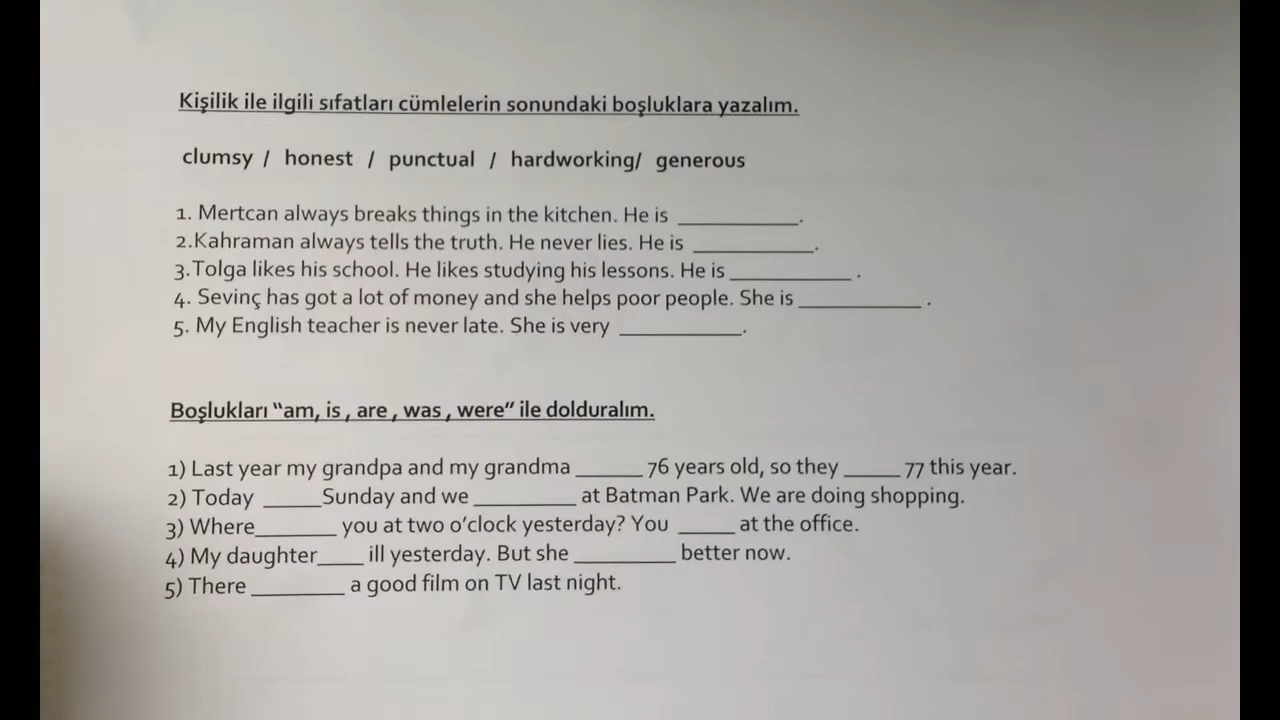 Kişilik ile ilgili sıfatları cümlelerin sonundaki boşluklara yazalım.
clumsy / honest / punctual / hardworking/ generous
1. Mertcan always breaks things in the kitchen. He is ___________.
2.Kahraman always tells the truth. He never lies. He is ___________.
3.Tolga likes his school. He likes studying his lessons. He is ___________ .
4. Sevinç has got a lot of money and she helps poor people. She is ___________ .
5. My English teacher is never late. She is very ___________.
Boşlukları “am, is , are , was , were” ile dolduralım.
1) Last year my grandpa and my grandma ______ 76 years old, so they _____ 77 this year.
2) Today _____Sunday and we _________ at Batman Park. We are doing shopping.
3) Where_______ you at two o’clock yesterday? You _____ at the office.
4) My daughter____ ill yesterday. But she _________ better now.
5) There ________ a good film on TV last night.